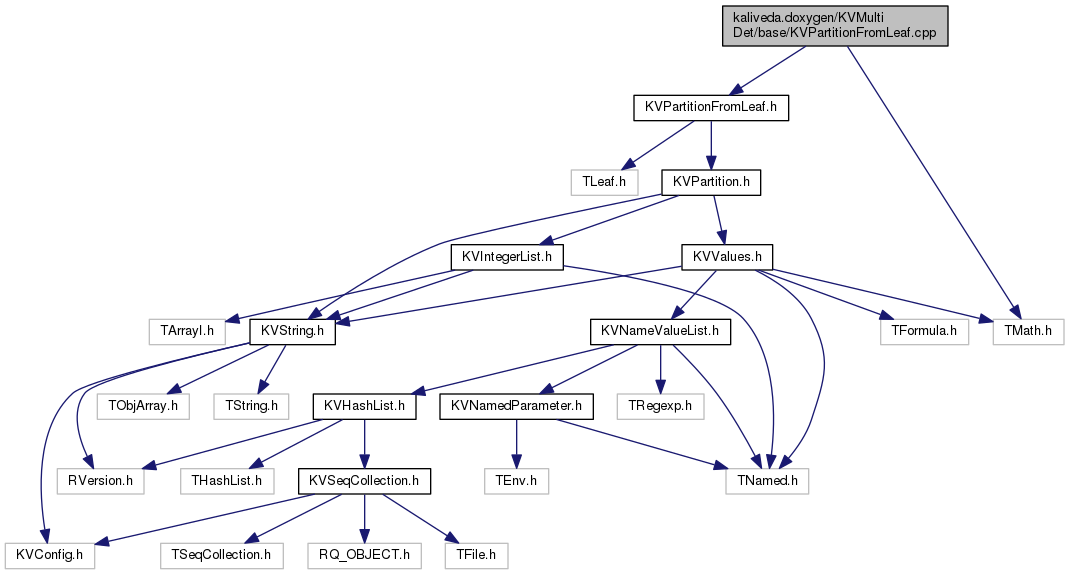 kaliveda.doxygen/KVMulti
Det/base/KVPartitionFromLeaf.cpp
KVPartitionFromLeaf.h
TLeaf.h
KVPartition.h
KVIntegerList.h
KVValues.h
TArrayI.h
KVString.h
KVNameValueList.h
TFormula.h
TMath.h
TObjArray.h
TString.h
KVHashList.h
KVNamedParameter.h
TRegexp.h
RVersion.h
THashList.h
KVSeqCollection.h
TEnv.h
TNamed.h
KVConfig.h
TSeqCollection.h
RQ_OBJECT.h
TFile.h